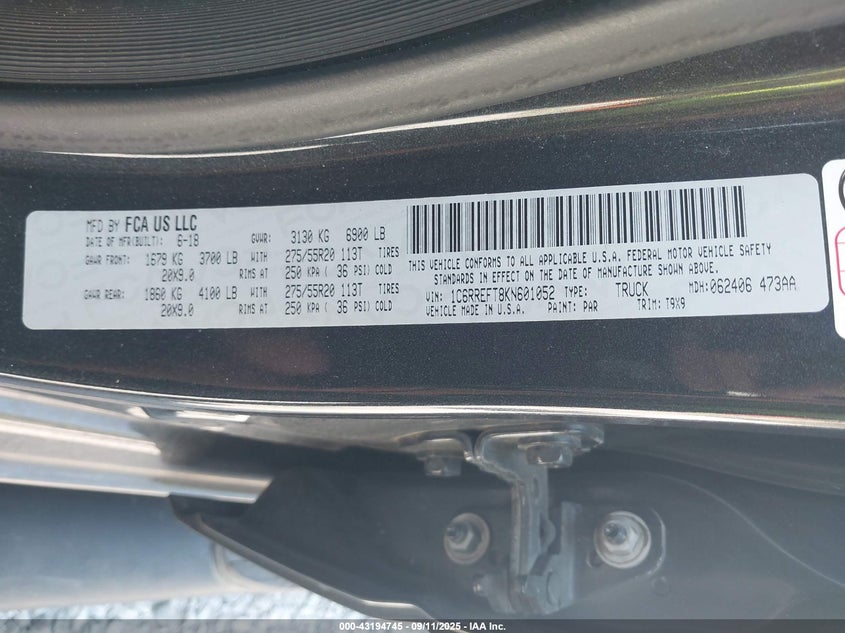 MFD BY FCA US LLC
DATE OF MFR(BUILT): 6-18 GVWR: 3130 KG 6900 LB
GAWR FRONT: 1679 KG 3700 LB WITH 275/55R20 113T TIRES
20X9.0 RIMS AT 250 KPA ( 36 PSI) COLD
GAWR REAR: 1860 KG 4100 LB WITH 275/55R20 113T TIRES
20X9.0 RIMS AT 250 KPA ( 36 PSI) COLD
THIS VEHICLE CONFORMS TO ALL APPLICABLE U.S.A. FEDERAL MOTOR VEHICLE SAFETY
STANDARDS IN EFFECT ON THE DATE OF MANUFACTURE SHOWN ABOVE.
VIN: 1C6RREFT8KN601052 TYPE: TRUCK MDH: 062406 473AA
VEHICLE MADE IN U.S.A. PAINT: PAR TRIM: T9X9
000-43194745 - 09/11/2025 - IAA Inc.